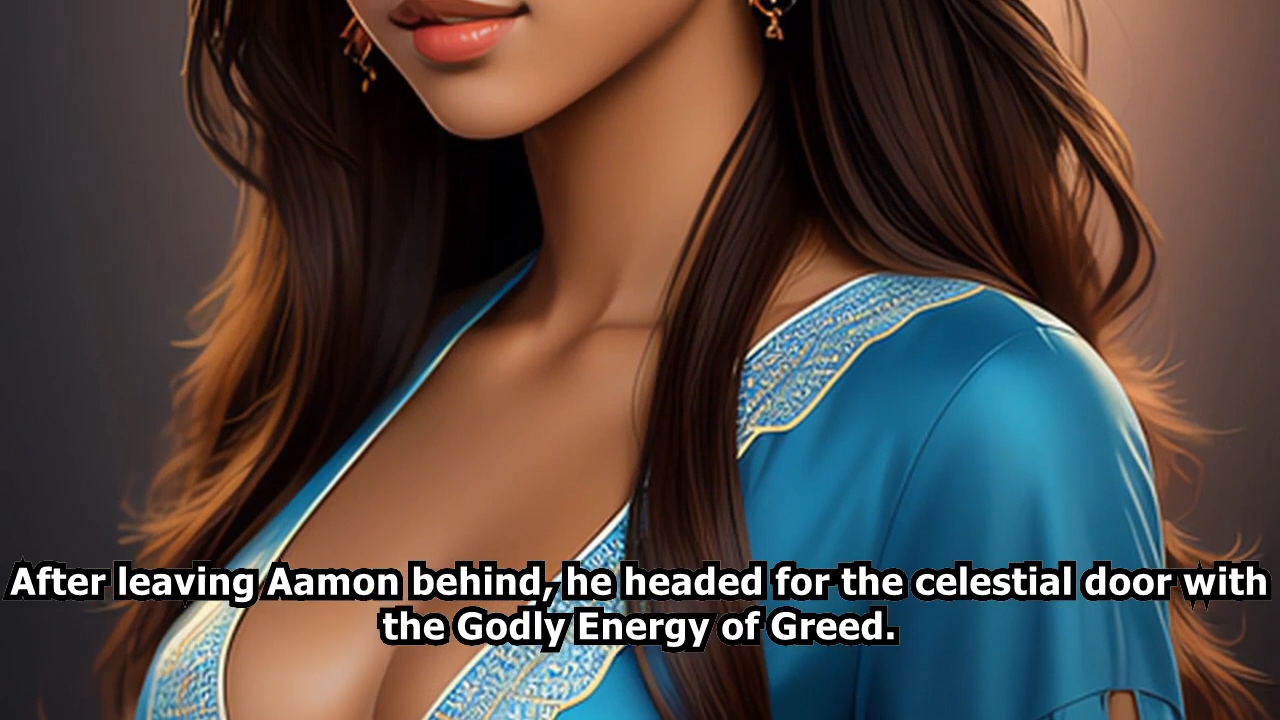 After leaving Aamon behind, he headed for the celestial door with
the Godly Energy of Greed.